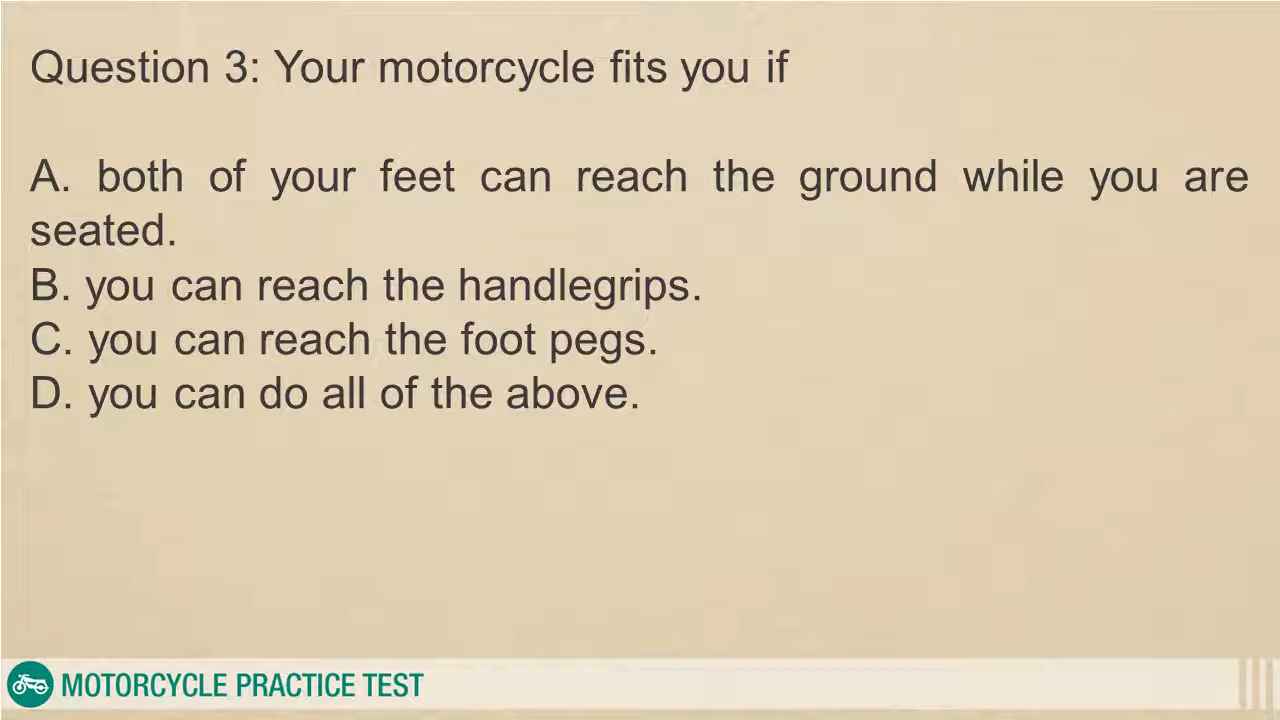 Question 3: Your motorcycle fits you if
A. both of your feet can reach the ground while you are
seated.
B. you can reach the handlegrips.
C. you can reach the foot pegs.
D. you can do all of the above.
MOTORCYCLE PRACTICE TEST